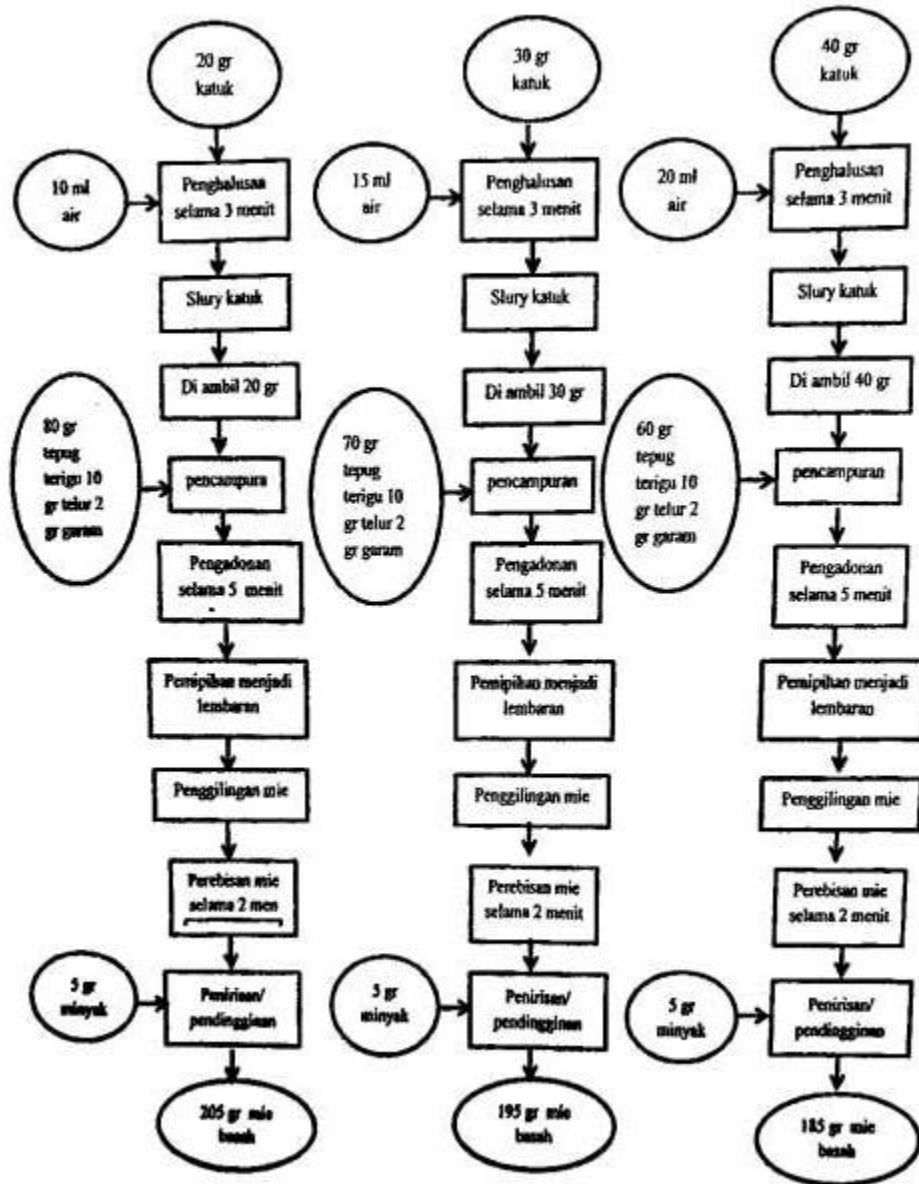 20 gr
katuk
10 ml
air
Penghalusan
selama 3 menit
Slury katuk
Di ambil 20 gr
80 gr
tepug
terigu 10
gr telur 2
gr garam
pencampura
Pengadonan
selama 5 menit
Pemipihan menjadi
lembaran
Penggilingan mie
Perebisan mie
selama 2 men
5 gr
minyak
Penirisan/
pendingginan
205 gr mie
basah
30 gr
katuk
15 ml
air
Penghalusan
selama 3 menit
Slury katuk
Di ambil 30 gr
70 gr
tepug
terigu 10
gr telur 2
gr garam
pencampuran
Pengadonan
selama 5 menit
Pemipihan menjadi
lembaran
Penggilingan mie
Perebisan mie
selama 2 menit
5 gr
minyak
Penirisan/
pendingginan
195 gr mie
basah
40 gr
katuk
20 ml
air
Penghalusan
selama 3 menit
Slury katuk
Di ambil 40 gr
60 gr
tepug
terigu 10
gr telur 2
gr garam
pencampuran
Pengadonan
selama 5 menit
Pemipihan menjadi
lembaran
Penggilingan mie
Perebisan mie
selama 2 menit
5 gr
minyak
Penirisan/
pendingginan
185 gr mie
basah